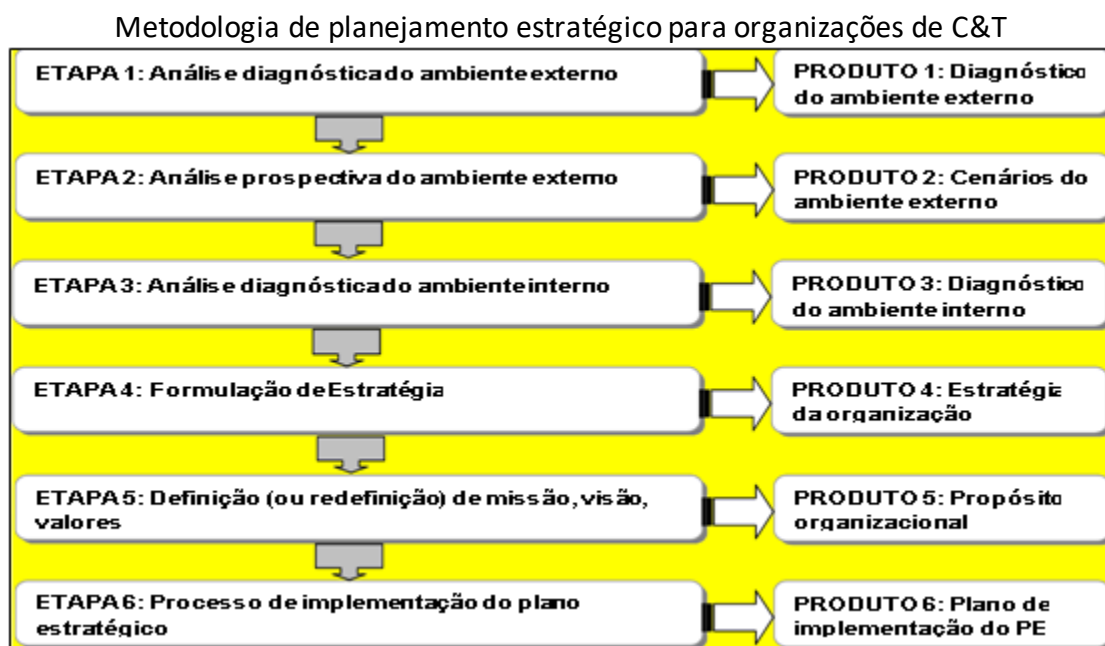 Metodologia de planejamento estratégico para organizações de C&T
ETAPA 1: Análise diagnóstica do ambiente externo
PRODUTO 1: Diagnóstico
do ambiente externo
ETAPA 2: Análise prospectiva do ambiente externo
PRODUTO 2: Cenários do
ambiente externo
ETAPA 3: Análise diagnóstica do ambiente interno
PRODUTO 3: Diagnóstico
do ambiente interno
ETAPA 4: Formulação de Estratégia
PRODUTO 4: Estratégia
da organização
ETAPA 5: Definição (ou redefinição) de missão, visão,
valores
PRODUTO 5: Propósito
organizacional
ETAPA 6: Processo de implementação do plano
estratégico
PRODUTO 6: Plano de
implementação do PE